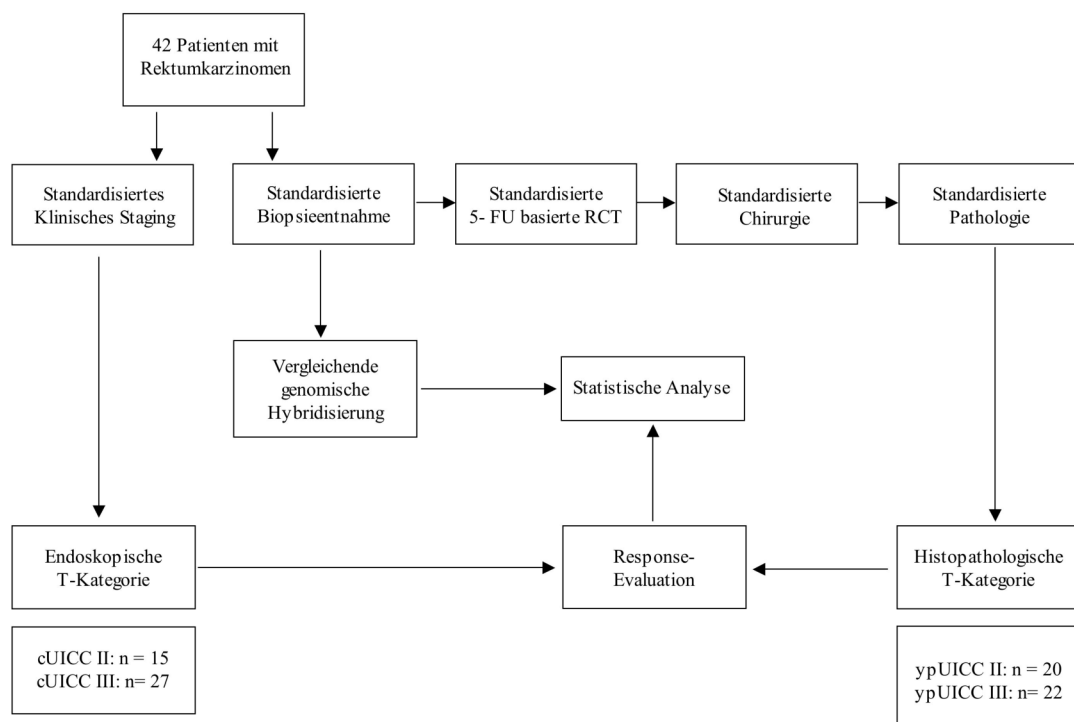 42 Patienten mit
Rektumkarzinomen
Standardisiertes
Klinisches Staging
Standardisierte
Biopsieentnahme
Standardisierte
5- FU basierte RCT
Standardisierte
Chirurgie
Standardisierte
Pathologie
Vergleichende
genomische
Hybridisierung
Statistische Analyse
Endoskopische
T-Kategorie
Response-
Evaluation
Histopathologische
T-Kategorie
cUICC II: n = 15
cUICC III: n= 27
ypUICC II: n = 20
ypUICC III: n= 22